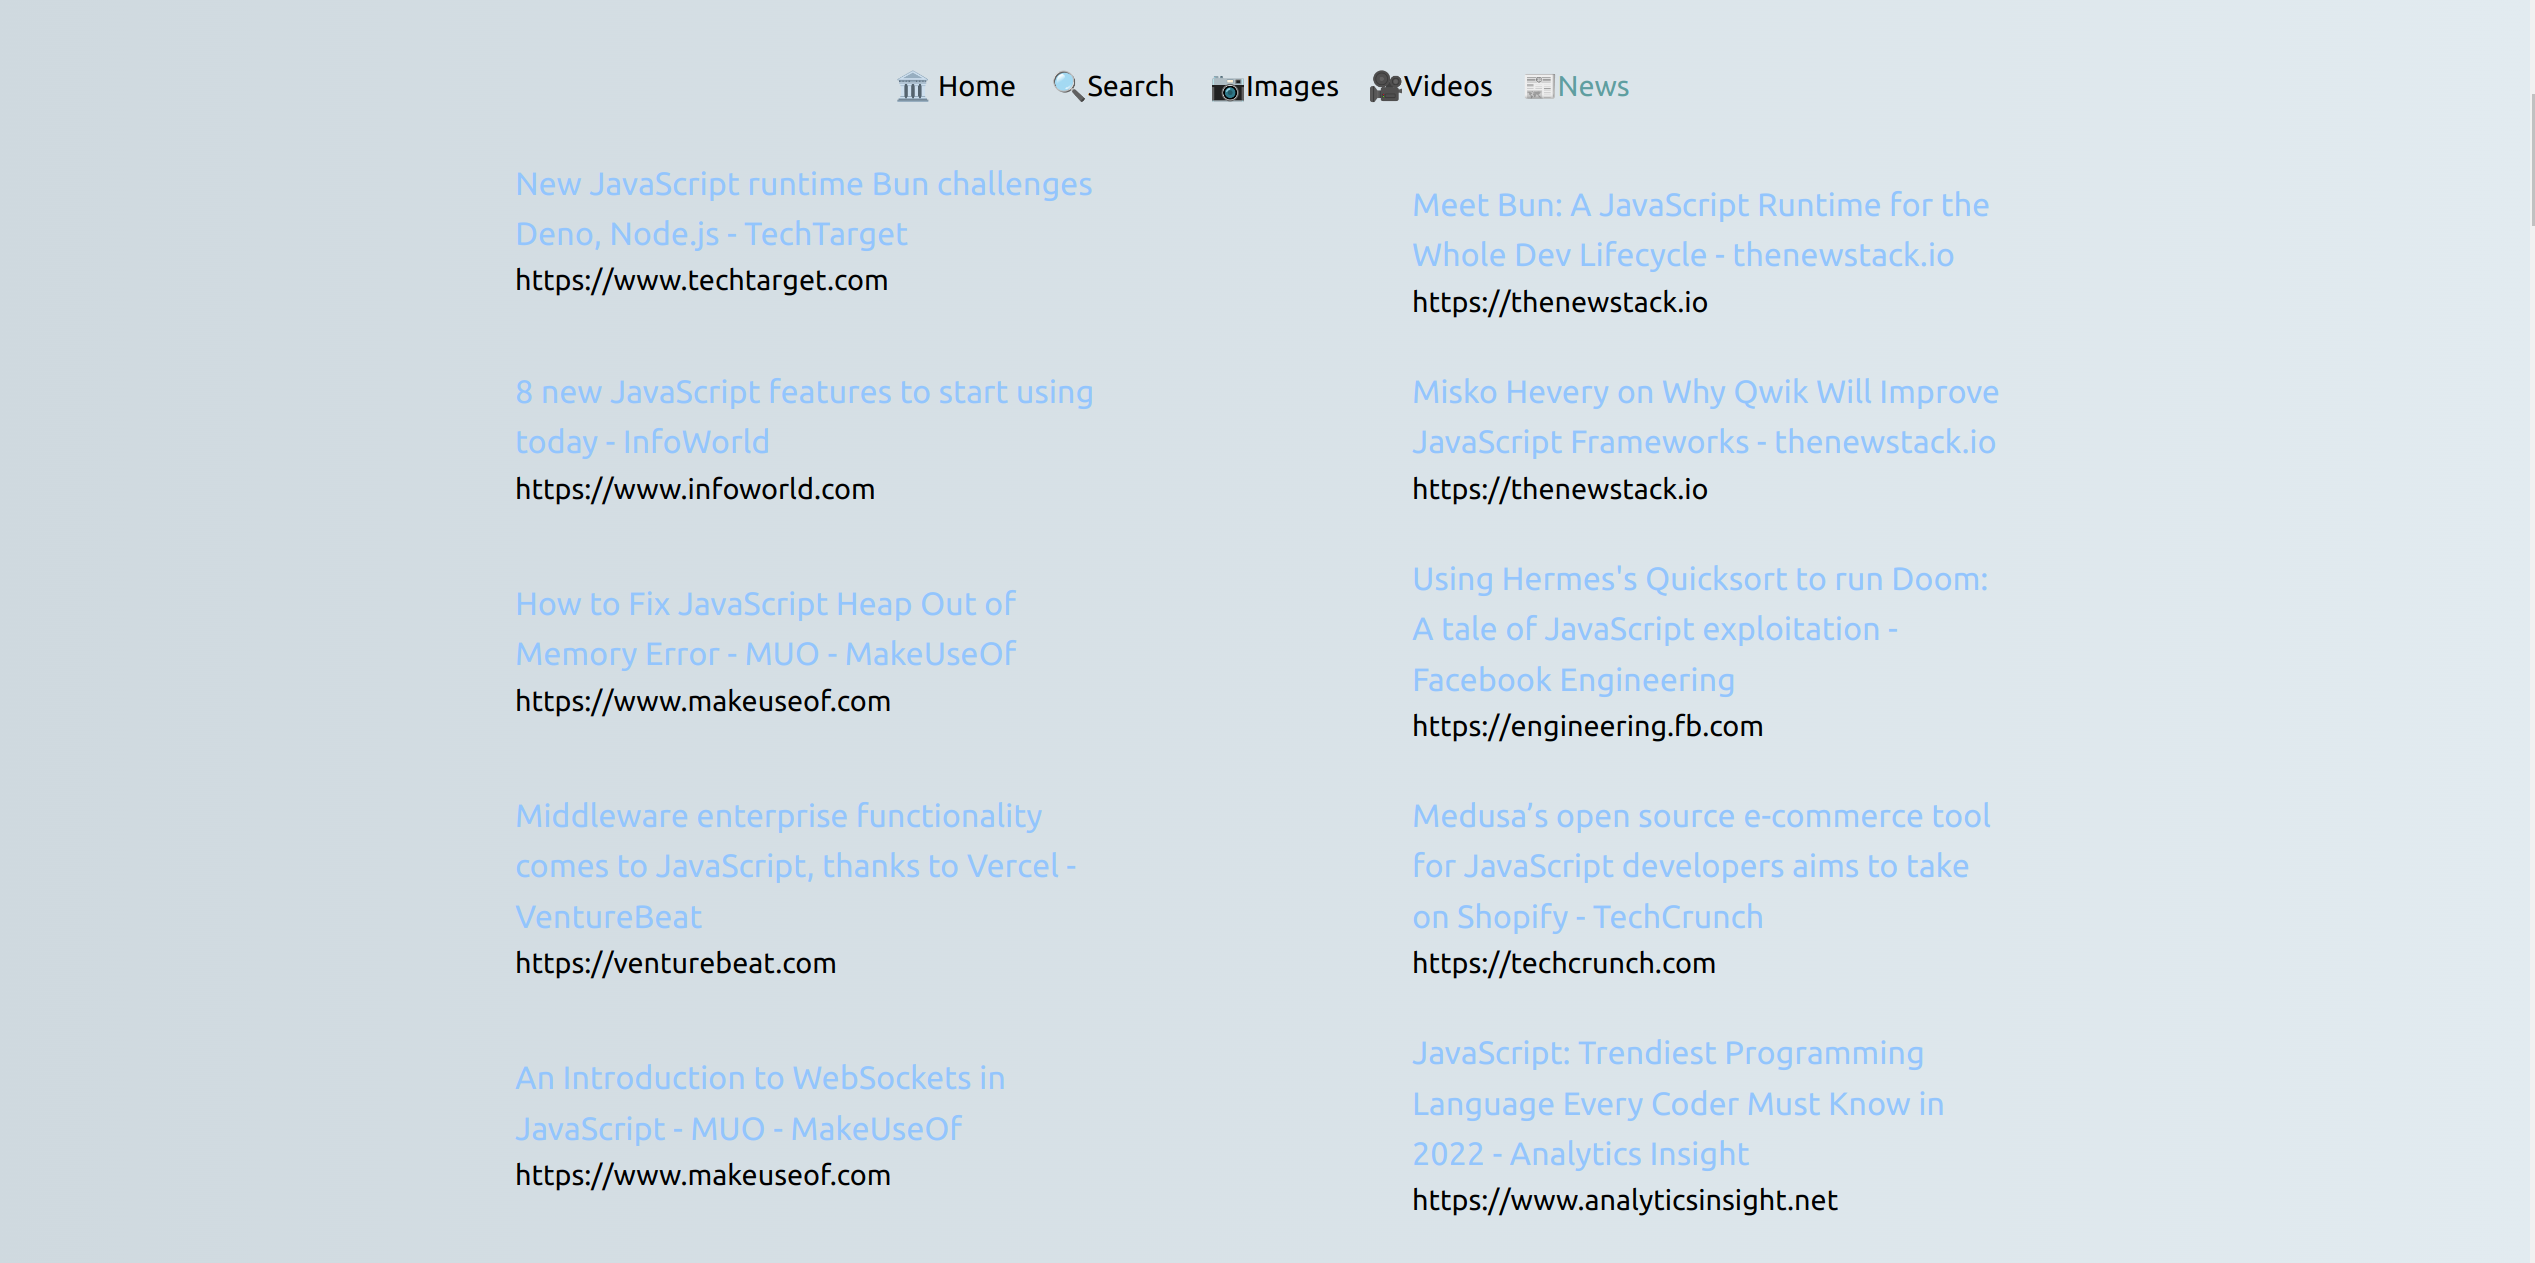 Home Search Images Videos News
New JavaScript runtime Bun challenges
Deno, Node.js - TechTarget
https://www.techtarget.com
8 new JavaScript features to start using
today - InfoWorld
https://www.infoworld.com
How to Fix JavaScript Heap Out of
Memory Error - MUO - MakeUseOf
https://www.makeuseof.com
Middleware enterprise functionality
comes to JavaScript, thanks to Vercel -
VentureBeat
https://venturebeat.com
An Introduction to WebSockets in
JavaScript - MUO - MakeUseOf
https://www.makeuseof.com
Meet Bun: A JavaScript Runtime for the
Whole Dev Lifecycle - thenewstack.io
https://thenewstack.io
Misko Hevery on Why Qwik Will Improve
JavaScript Frameworks - thenewstack.io
https://thenewstack.io
Using Hermes's Quicksort to run Doom:
A tale of JavaScript exploitation -
Facebook Engineering
https://engineering.fb.com
Medusa’s open source e-commerce tool
for JavaScript developers aims to take
on Shopify - TechCrunch
https://techcrunch.com
JavaScript: Trendiest Programming
Language Every Coder Must Know in
2022 - Analytics Insight
https://www.analyticsinsight.net